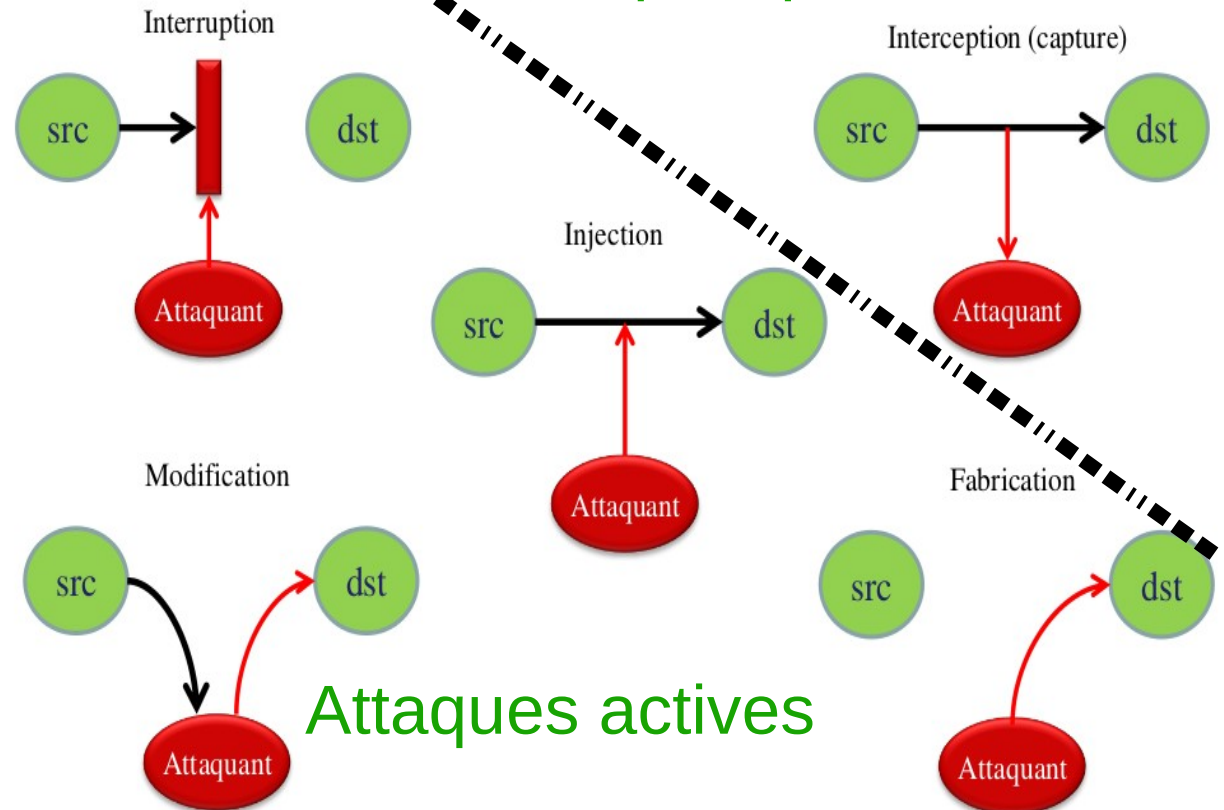 Interruption
src
dst
Attaquant
Interception (capture)
src
dst
Attaquant
Injection
src
dst
Attaquant
Modification
src
dst
Attaquant
Fabrication
src
dst
Attaquant
Attaques actives